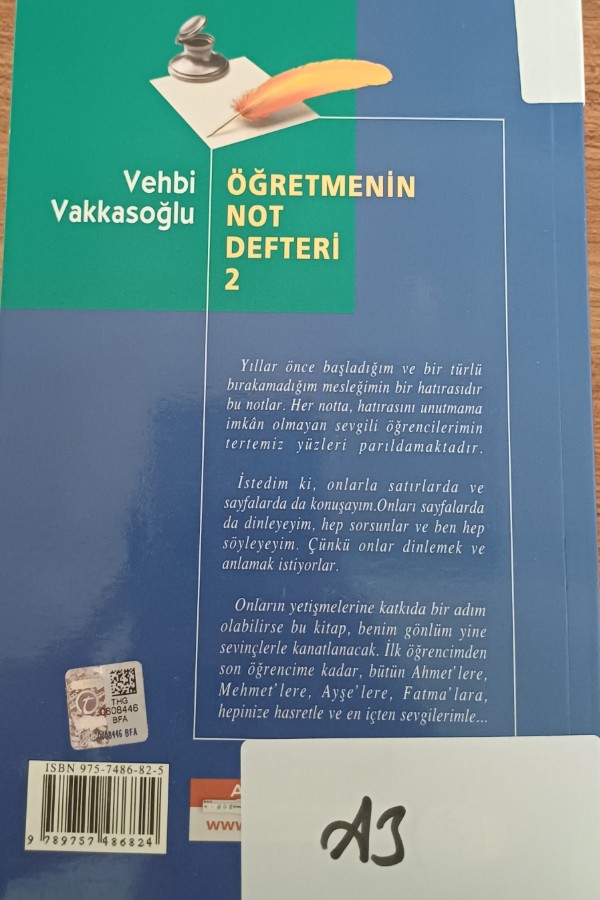 Vehbi
Vakkasoğlu
ÖĞRETMENİN
NOT
DEFTERİ
2
Yıllar önce başladığım ve bir türlü
bırakamadığım mesleğimin bir hatırasıdır
bu notlar. Her notta, hatırasını unutmama
imkân olmayan sevgili öğrencilerimin
tertemiz yüzleri parıldamaktadır.
İstedim ki, onlarla satırlarda ve
sayfalarda da konuşayım.Onları sayfalarda
da dinleyeyim, hep sorsunlar ve ben hep
söyleyeyim. Çünkü onlar dinlemek ve
anlamak istiyorlar.
Onların yetişmelerine katkıda bir adım
olabilirse bu kitap, benim gönlüm yine
sevinçlerle kanatlanacak. İlk öğrencimden
son öğrencime kadar, bütün Ahmet'lere,
Mehmet'lere, Ayşe'lere, Fatma'lara,
hepinize hasretle ve en içten sevgilerimle...
THG
0608446
BFA
0608446 BFA
ISBN 975-7486-82-5
9 789757 486824
www.
A3